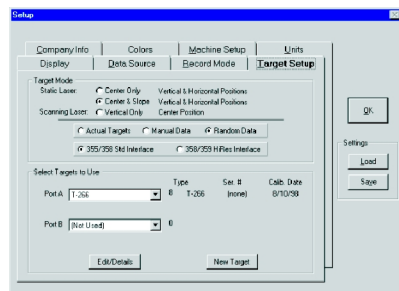 Setup
Company Info Colors Machine Setup Units
Display Data Source Record Mode Target Setup
Target Mode
Static Laser: Center Only Vertical & Horizontal Positions
Center & Slope Vertical & Horizontal Positions
Scanning Laser: Vertical Only Center Position
Actual Targets Manual Data Random Data
355/358 Std Interface 358/359 HiRes Interface
OK
Settings
Load
Save
Select Targets to Use
Type Ser. # Calib. Date
Port A T-266 8 T-266 (none) 8/10/98
Port B (Not Used) 0
Edit/Details New Target